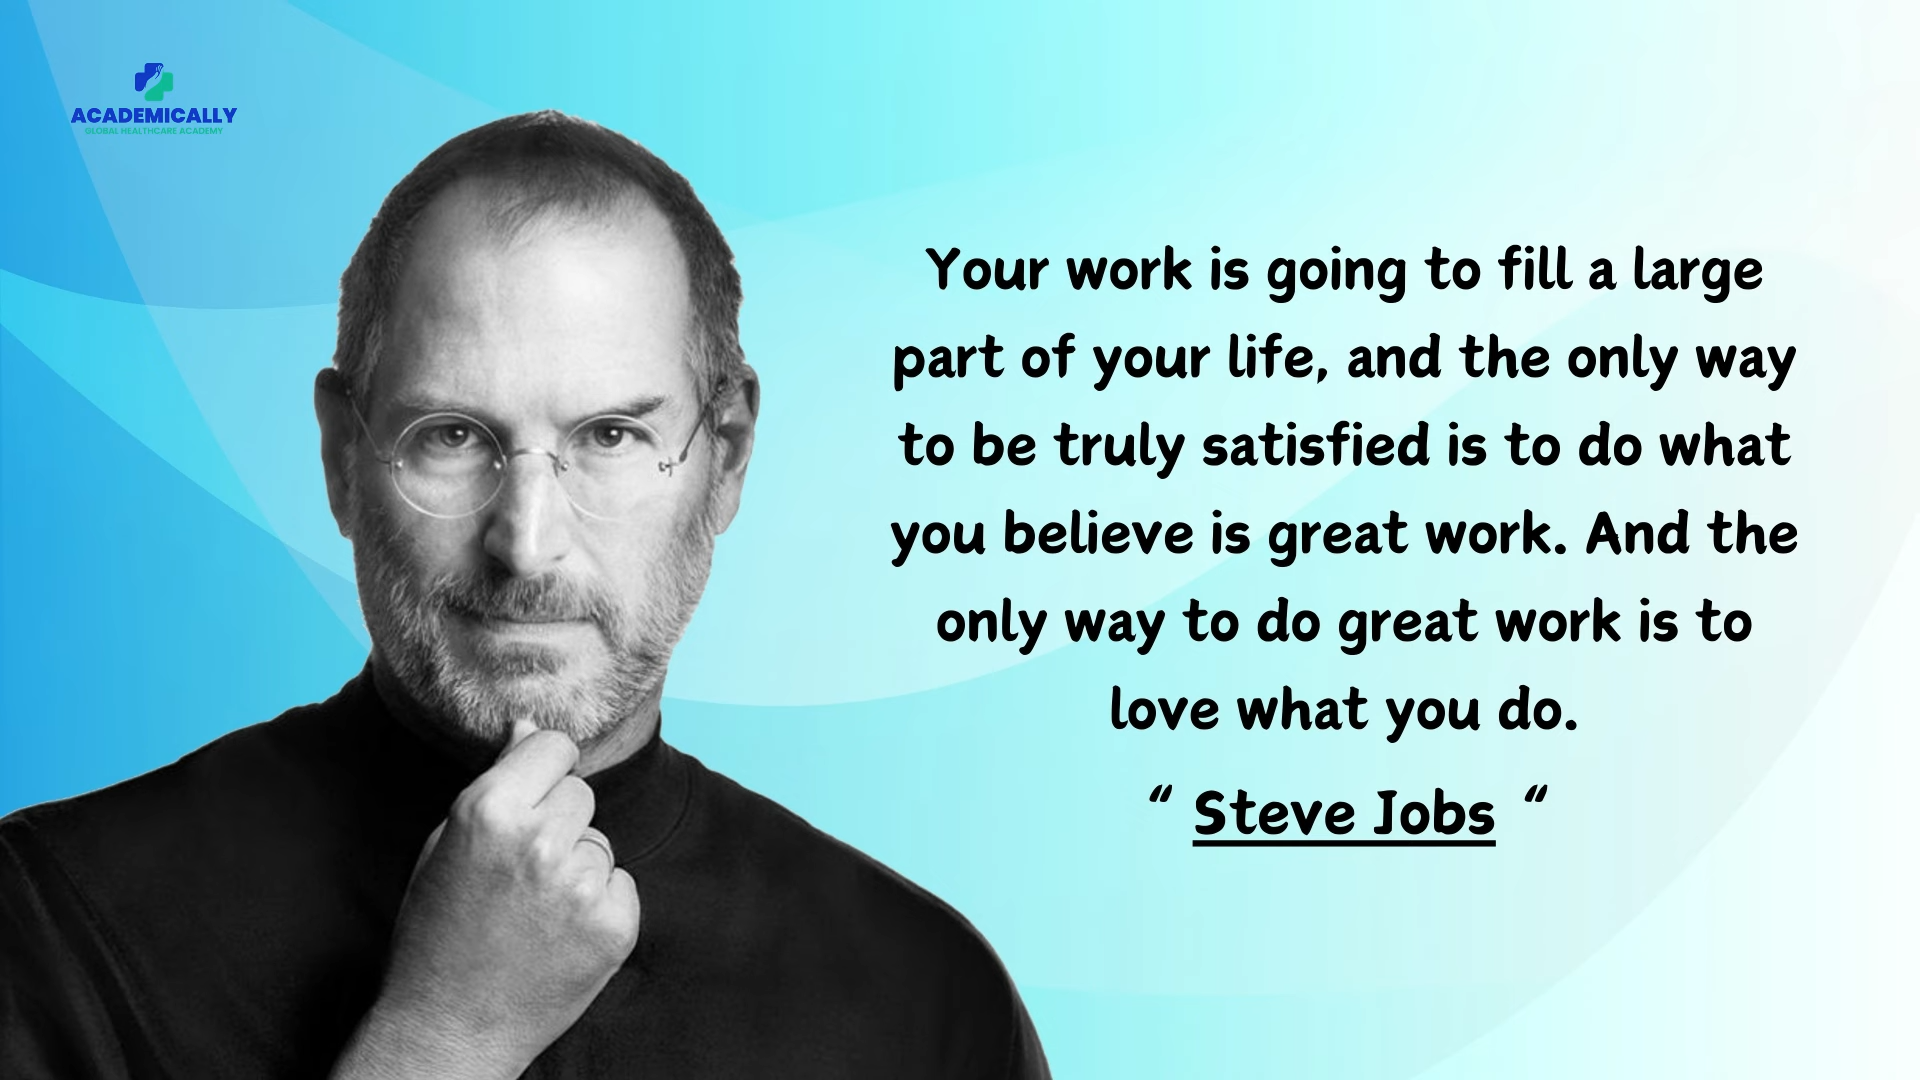 ACADEMICALLY
GLOBAL HEALTHCARE ACADEMY
Your work is going to fill a large
part of your life, and the only way
to be truly satisfied is to do what
you believe is great work. And the
only way to do great work is to
love what you do.
“ Steve Jobs “